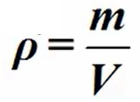 ρ = m/V